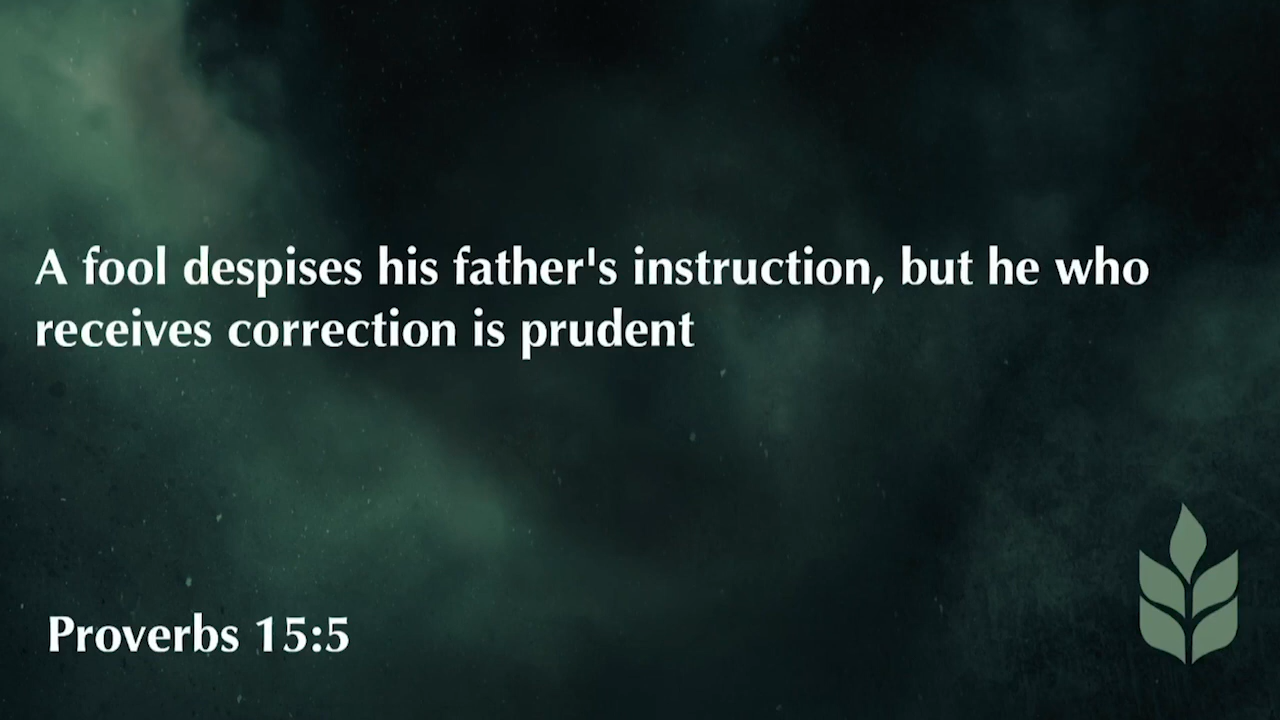 A fool despises his father's instruction, but he who
receives correction is prudent
Proverbs 15:5